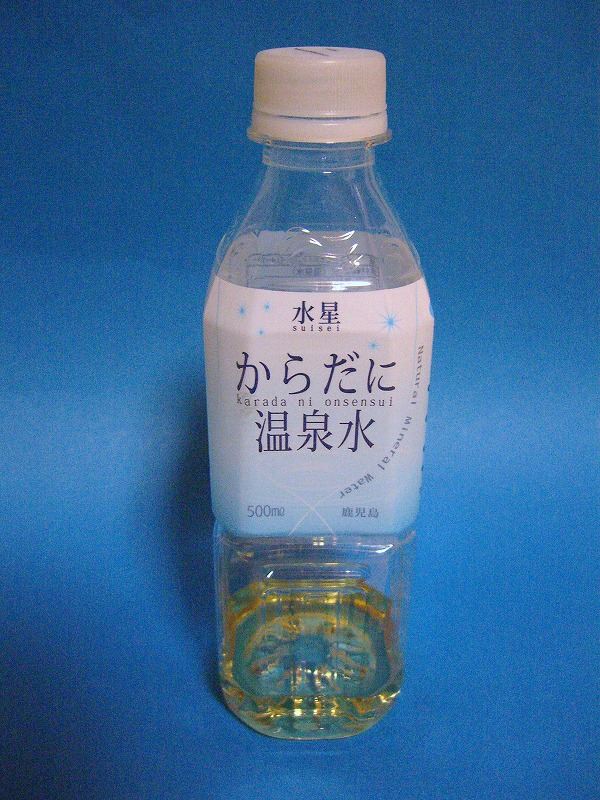 水星
suisei
からだに
karada ni onsensui
温泉水
Natural Mineral Water
500mℓ
鹿児島